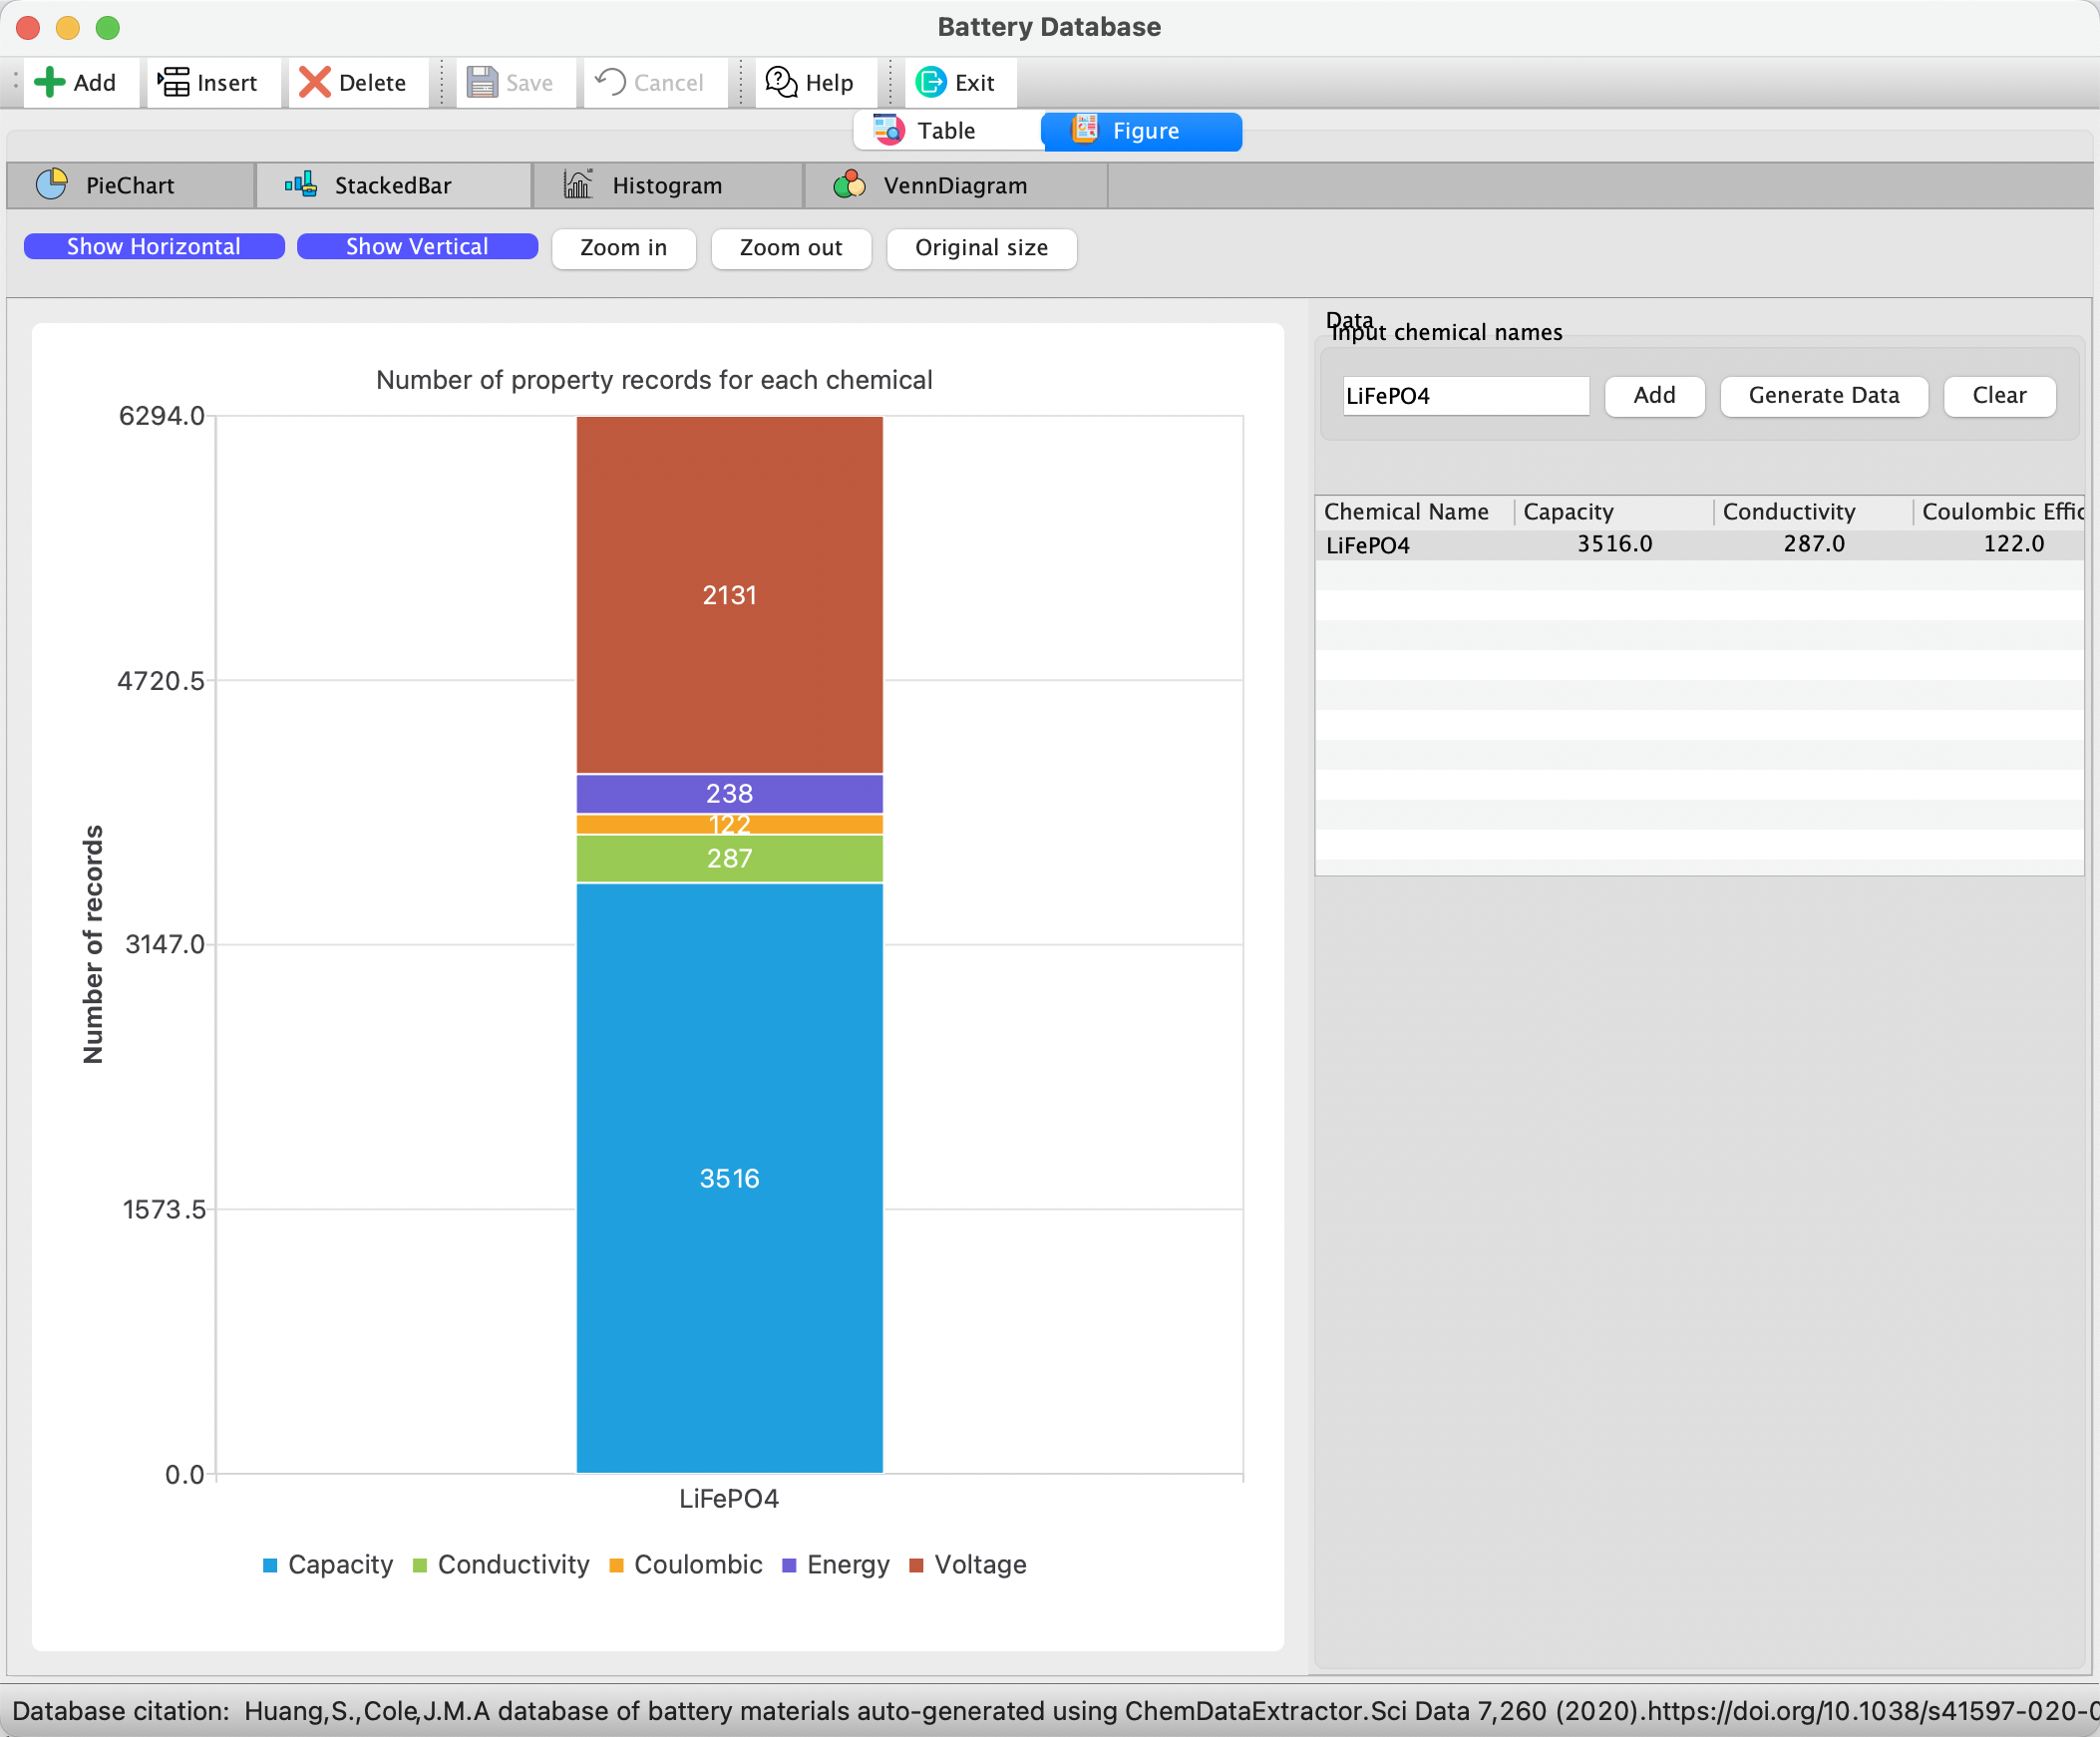 Battery Database
Add Insert Delete Save Cancel Help Exit
Table Figure
PieChart StackedBar Histogram VennDiagram
Show Horizontal Show Vertical Zoom in Zoom out Original size
Data
Input chemical names
LiFePO4 Add Generate Data Clear
Chemical Name Capacity Conductivity Coulombic Effic
LiFePO4 3516.0 287.0 122.0
Number of property records for each chemical
6294.0
4720.5
3147.0
1573.5
0.0
Number of records
2131
238
122
287
3516
LiFePO4
Capacity Conductivity Coulombic Energy Voltage
Database citation: Huang,S.,Cole,J.M.A database of battery materials auto-generated using ChemDataExtractor.Sci Data 7,260 (2020).https://doi.org/10.1038/s41597-020-0